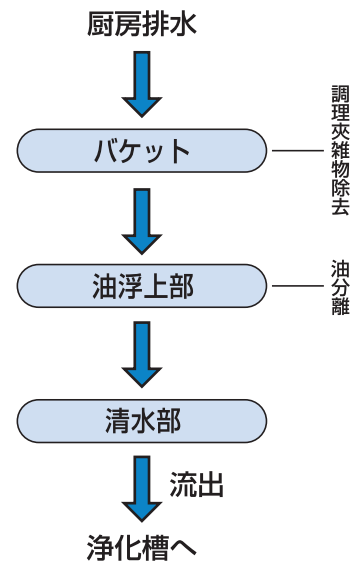 厨房排水
バケット
調理夾雑物除去
油浮上部
油分離
清水部
流出
浄化槽へ